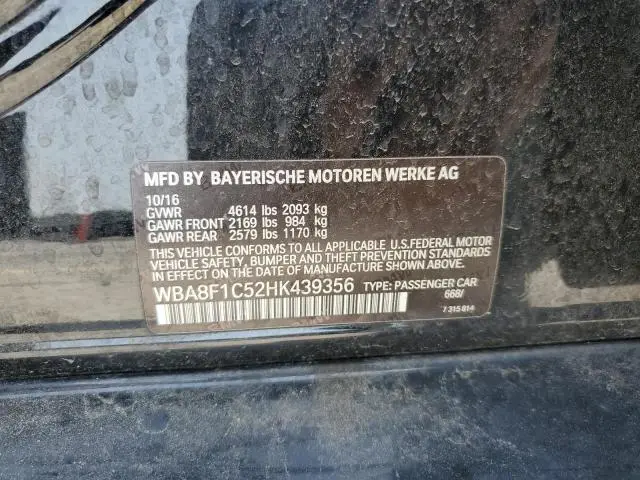 MFD BY BAYERISCHE MOTOREN WERKE AG
10/16
GVWR 4614 lbs 2093 kg
GAWR FRONT 2169 lbs 984 kg
GAWR REAR 2579 lbs 1170 kg
THIS VEHICLE CONFORMS TO ALL APPLICABLE U.S.FEDERAL MOTOR
VEHICLE SAFETY, BUMPER AND THEFT PREVENTION STANDARDS
IN EFFECT ON THE DATE OF MANUFACTURE SHOWN ABOVE.
WBA8F1C52HK439356 TYPE: PASSENGER CAR
668/
7 315 814